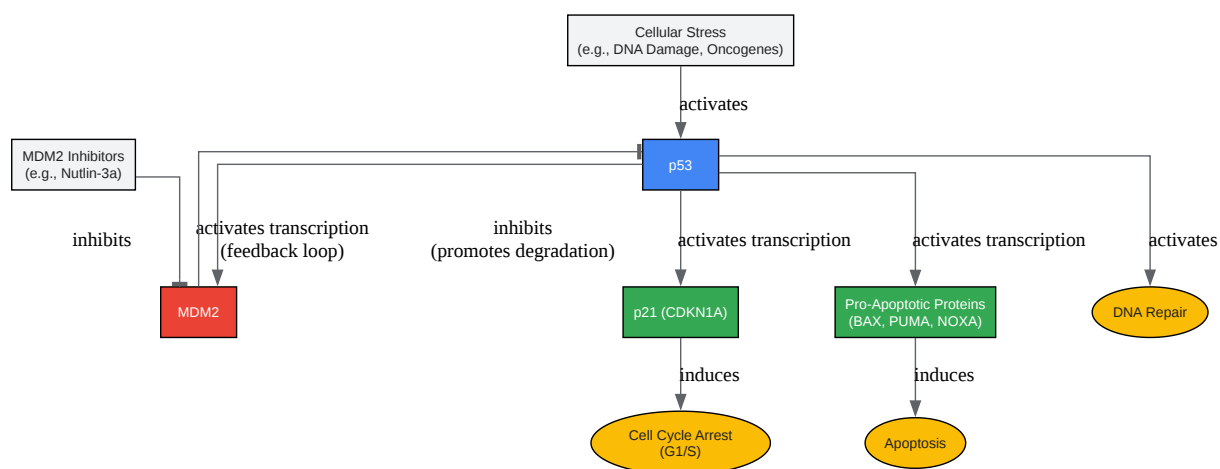 Cellular Stress
(e.g., DNA Damage, Oncogenes)
activates
MDM2 Inhibitors
(e.g., Nutlin-3a)
p53
inhibits
activates transcription
(feedback loop)
inhibits
(promotes degradation)
activates transcription
activates transcription
activates
MDM2
p21 (CDKN1A)
Pro-Apoptotic Proteins
(BAX, PUMA, NOXA)
DNA Repair
induces
induces
Cell Cycle Arrest
(G1/S)
Apoptosis